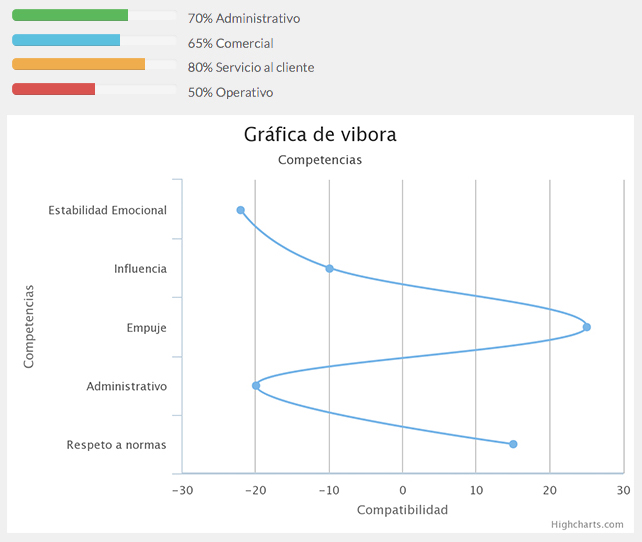 70% Administrativo
65% Comercial
80% Servicio al cliente
50% Operativo
Gráfica de vibora
Competencias
Competencias
Estabilidad Emocional
Influencia
Empuje
Administrativo
Respeto a normas
-30 -20 -10 0 10 20 30
Compatibilidad
Highcharts.com